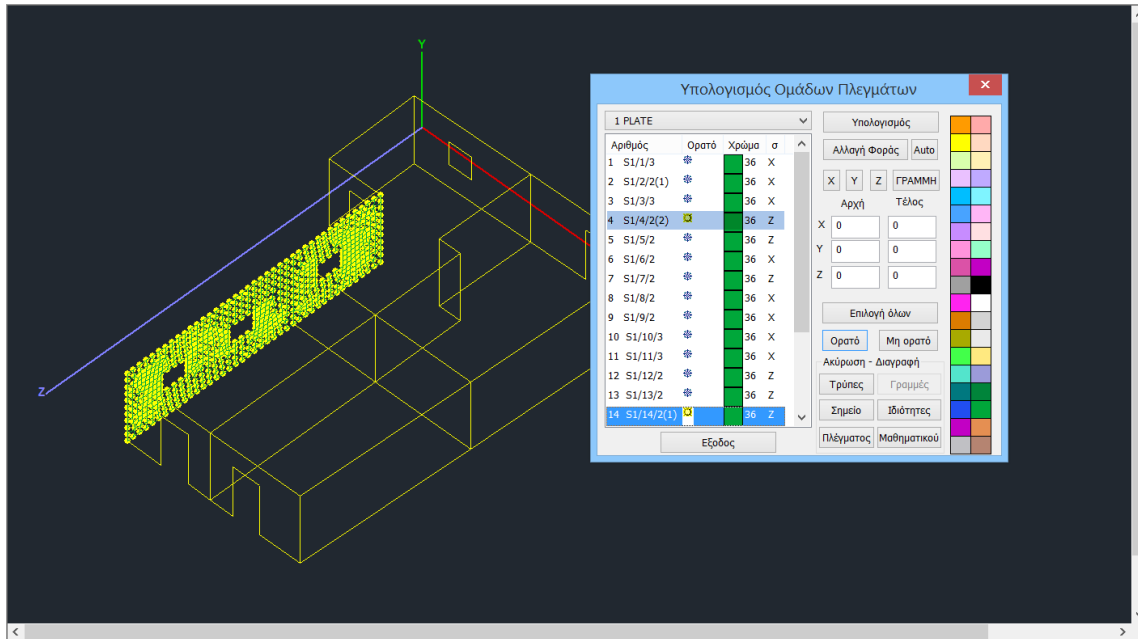 Y
Z
Υπολογισμός Ομάδων Πλεγμάτων
1 PLATE
Αριθμός Ορατό Χρώμα σ
1 S1/1/3 36 X
2 S1/2/2(1) 36 X
3 S1/3/3 36 X
4 S1/4/2(2) 36 Z
5 S1/5/2 36 Z
6 S1/6/2 36 X
7 S1/7/2 36 Z
8 S1/8/2 36 X
9 S1/9/2 36 X
10 S1/10/3 36 X
11 S1/11/3 36 X
12 S1/12/2 36 Z
13 S1/13/2 36 Z
14 S1/14/2(1) 36 Z
Εξοδος
Υπολογισμός
Αλλαγή Φοράς Auto
X Y Z ΓΡΑΜΜΗ
Αρχή Τέλος
X 0 0
Y 0 0
Z 0 0
Επιλογή όλων
Ορατό Μη ορατό
Ακύρωση - Διαγραφή
Τρύπες Γραμμές
Σημείο Ιδιότητες
Πλέγματος Μαθηματικού